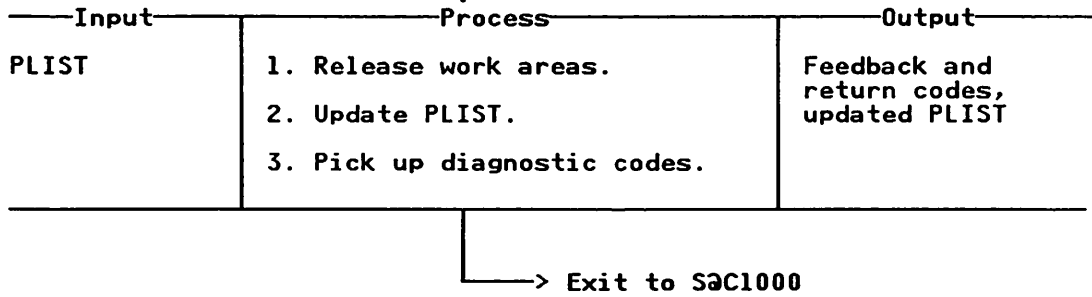 Input Process Output
PLIST
1. Release work areas.
2. Update PLIST.
3. Pick up diagnostic codes.
Feedback and
return codes,
updated PLIST
Exit to S@C1000